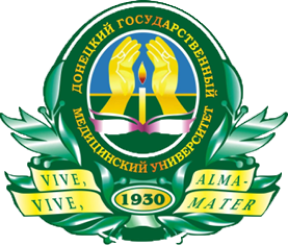 ДОНЕЦКИЙ ГОСУДАРСТВЕННЫЙ
МЕДИЦИНСКИЙ УНИВЕРСИТЕТ
VIVE,
VIVE,
1930
ALMA-
MATER